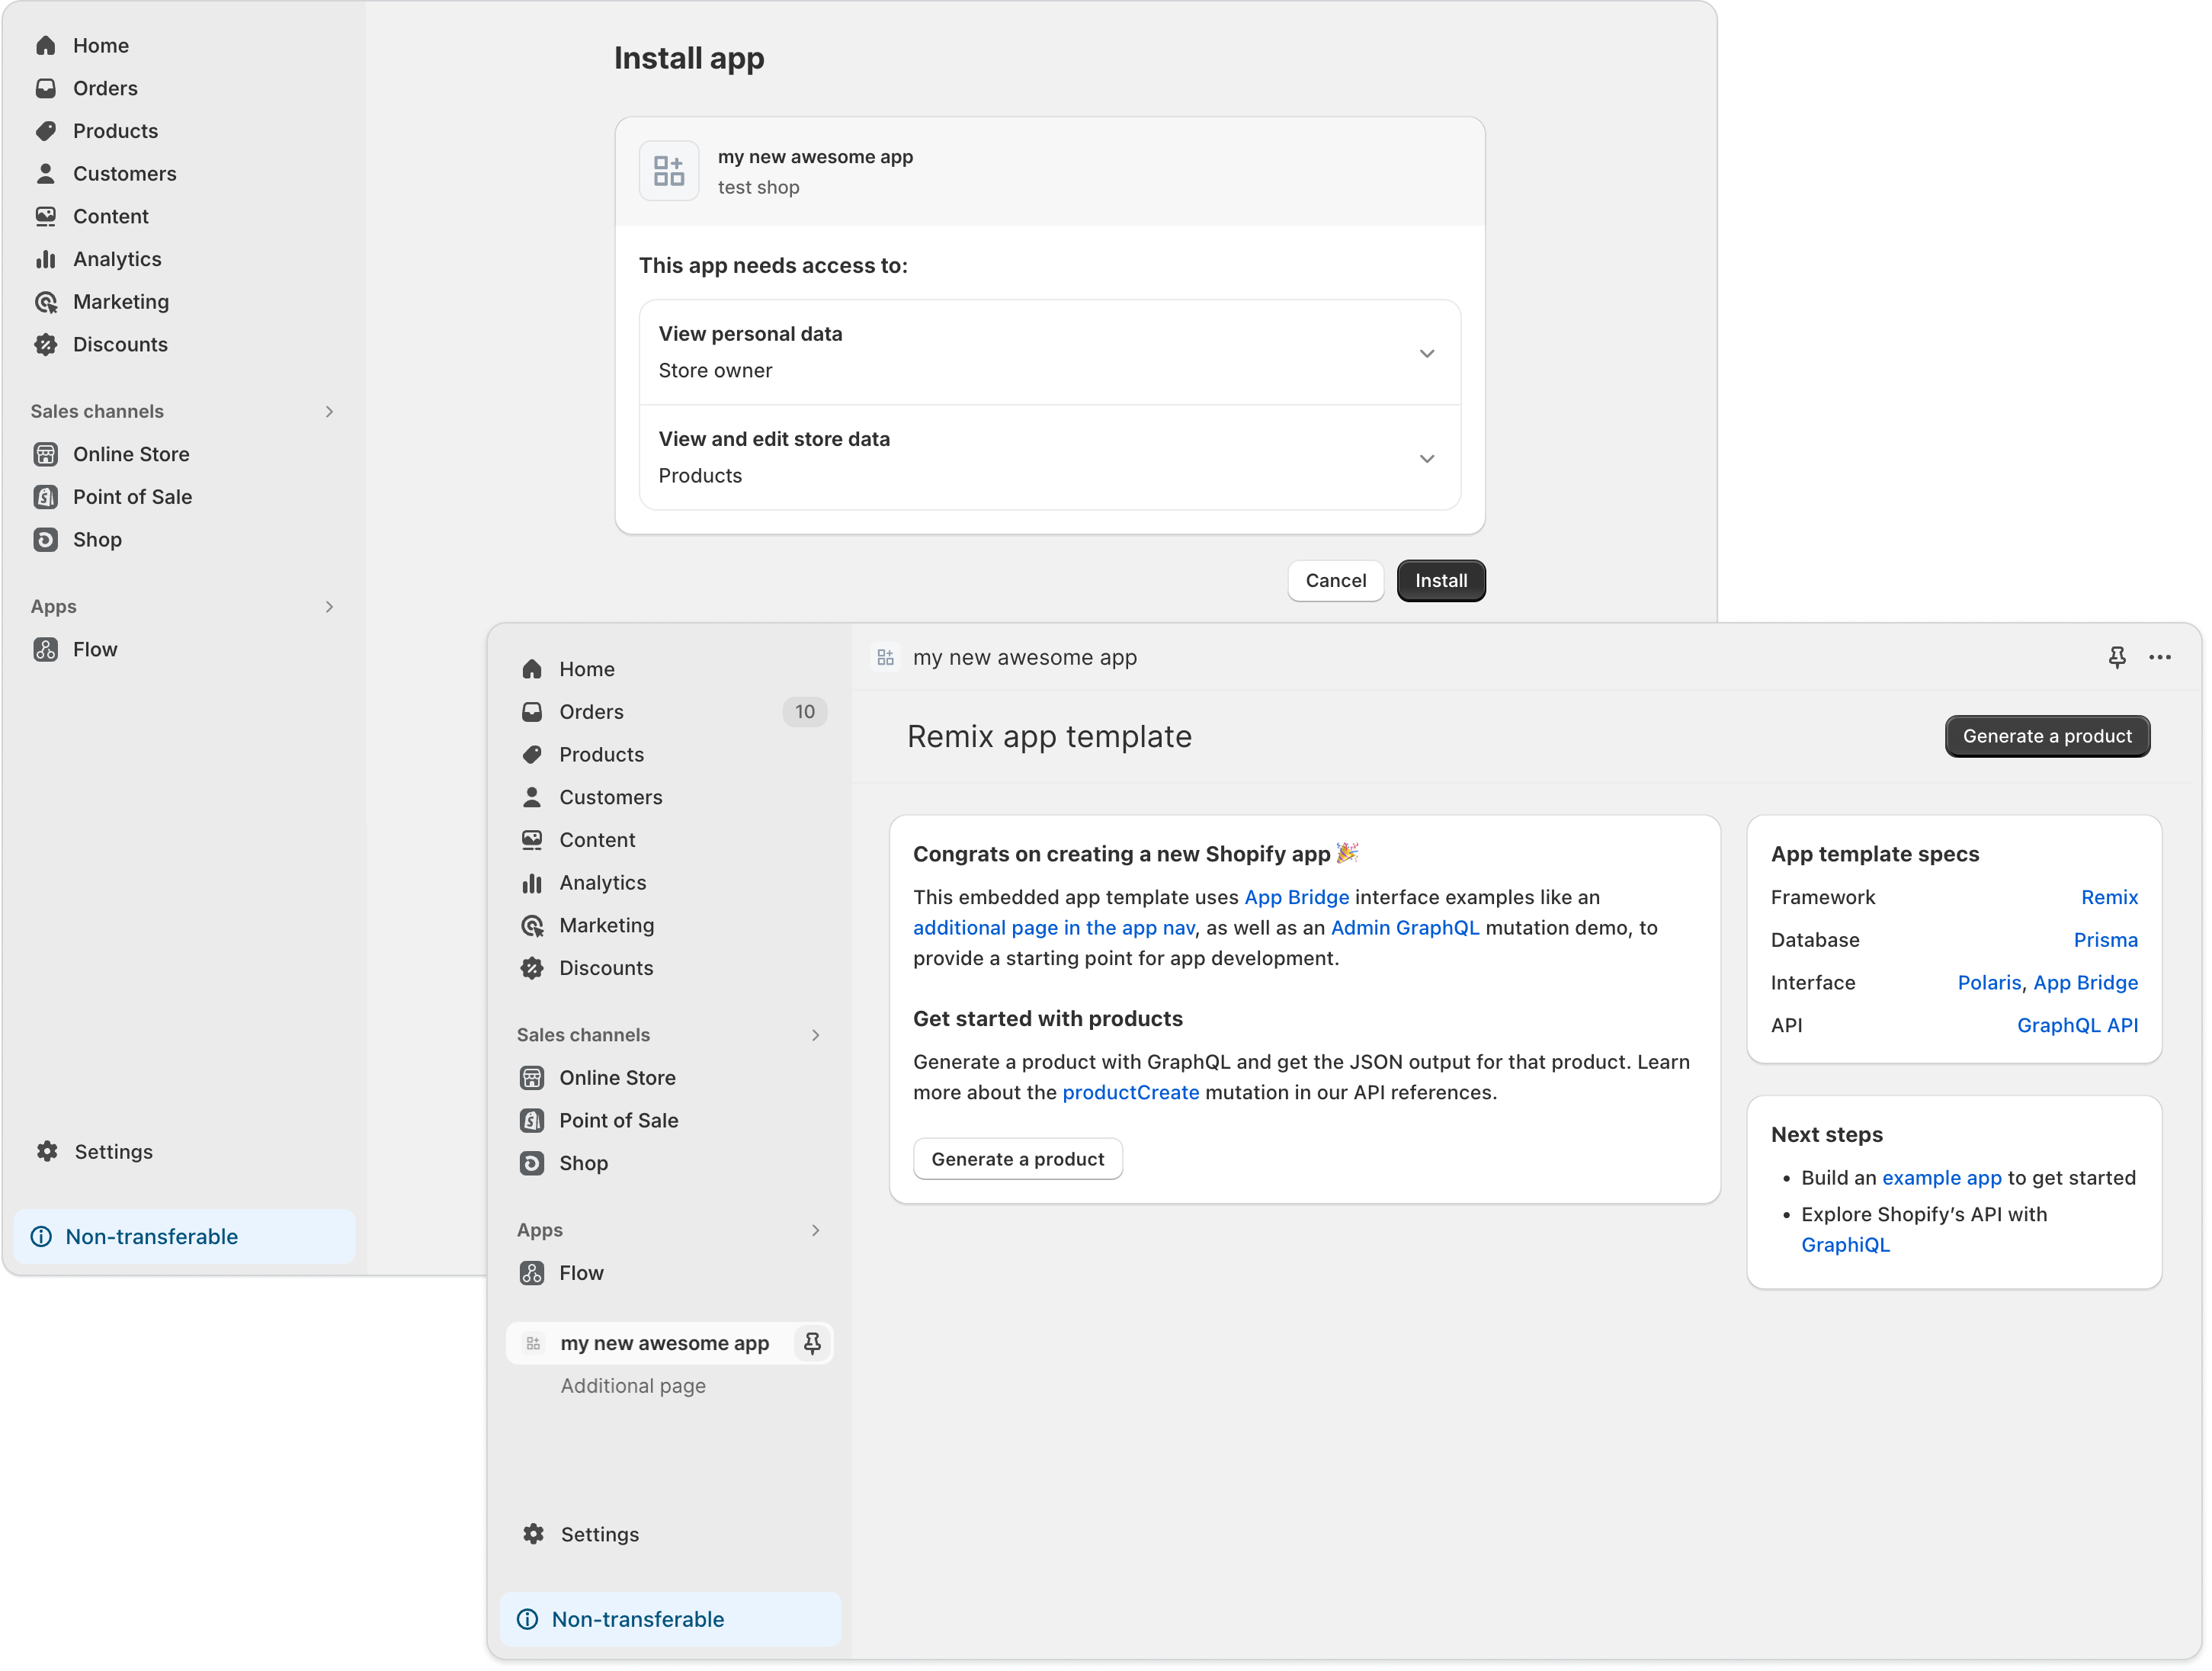 Home
Orders
Products
Customers
Content
Analytics
Marketing
Discounts
Sales channels
Online Store
Point of Sale
Shop
Apps
Flow
Settings
Non-transferable
Install app
my new awesome app
test shop
This app needs access to:
View personal data
Store owner
View and edit store data
Products
Cancel
Install
Home
Orders
10
Products
Customers
Content
Analytics
Marketing
Discounts
Sales channels
Online Store
Point of Sale
Shop
Apps
Flow
my new awesome app
Additional page
Settings
Non-transferable
my new awesome app
Remix app template
Generate a product
Congrats on creating a new Shopify app🎉
This embedded app template uses App Bridge interface examples like an
additional page in the app nav, as well as an Admin GraphQL mutation demo, to
provide a starting point for app development.
Get started with products
Generate a product with GraphQL and get the JSON output for that product. Learn
more about the productCreate mutation in our API references.
Generate a product
App template specs
Framework Remix
Database Prisma
Interface Polaris, App Bridge
API GraphQL API
Next steps
• Build an example app to get started
• Explore Shopify’s API with
GraphiQL